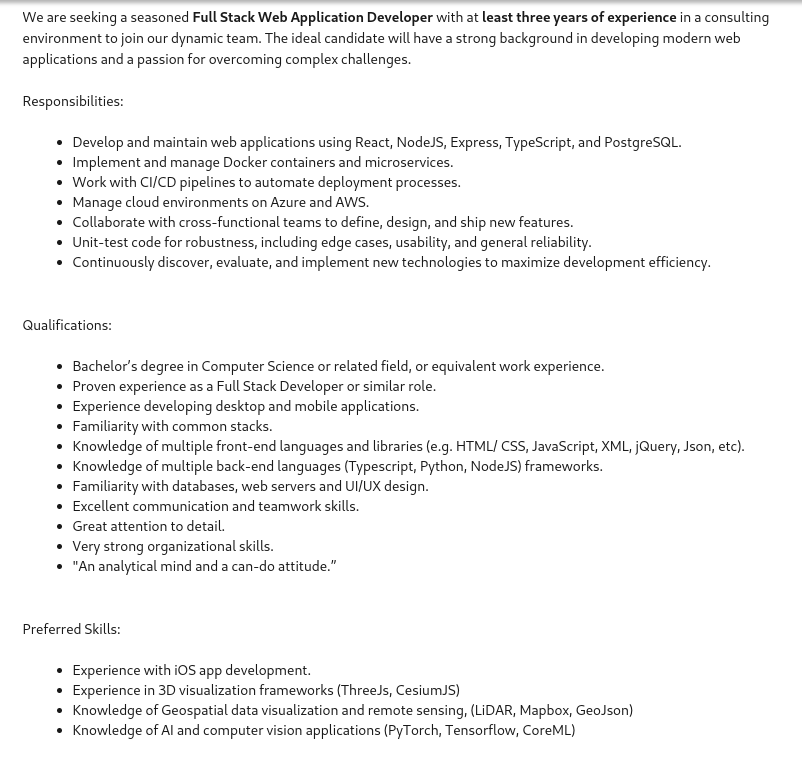 We are seeking a seasoned Full Stack Web Application Developer with at least three years of experience in a consulting
environment to join our dynamic team. The ideal candidate will have a strong background in developing modern web
applications and a passion for overcoming complex challenges.
Responsibilities:
• Develop and maintain web applications using React, NodeJS, Express, TypeScript, and PostgreSQL.
• Implement and manage Docker containers and microservices.
• Work with CI/CD pipelines to automate deployment processes.
• Manage cloud environments on Azure and AWS.
• Collaborate with cross-functional teams to define, design, and ship new features.
• Unit-test code for robustness, including edge cases, usability, and general reliability.
• Continuously discover, evaluate, and implement new technologies to maximize development efficiency.
Qualifications:
• Bachelor’s degree in Computer Science or related field, or equivalent work experience.
• Proven experience as a Full Stack Developer or similar role.
• Experience developing desktop and mobile applications.
• Familiarity with common stacks.
• Knowledge of multiple front-end languages and libraries (e.g. HTML/ CSS, JavaScript, XML, jQuery, Json, etc).
• Knowledge of multiple back-end languages (Typescript, Python, NodeJS) frameworks.
• Familiarity with databases, web servers and UI/UX design.
• Excellent communication and teamwork skills.
• Great attention to detail.
• Very strong organizational skills.
• "An analytical mind and a can-do attitude.”
Preferred Skills:
• Experience with iOS app development.
• Experience in 3D visualization frameworks (ThreeJs, CesiumJS)
• Knowledge of Geospatial data visualization and remote sensing, (LiDAR, Mapbox, GeoJson)
• Knowledge of AI and computer vision applications (PyTorch, Tensorflow, CoreML)